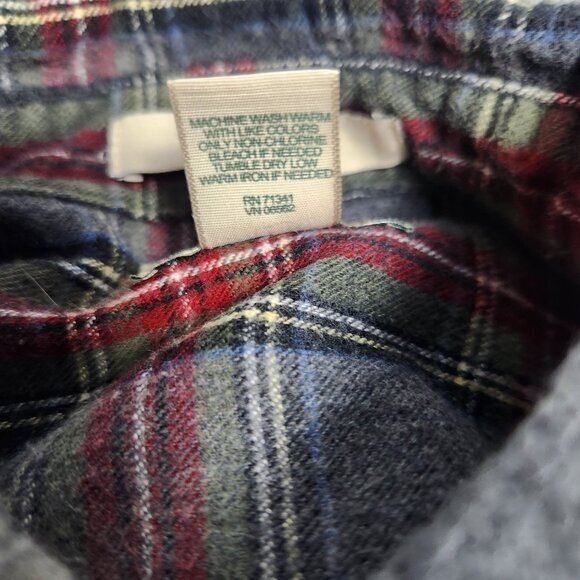 MACHINE WASH WARM
WITH LIKE COLORS
ONLY NON-CHLORINE
BLEACH IF NEEDED
TUMBLE DRY LOW
WARM IRON IF NEEDED
RN 71341
VN 06562